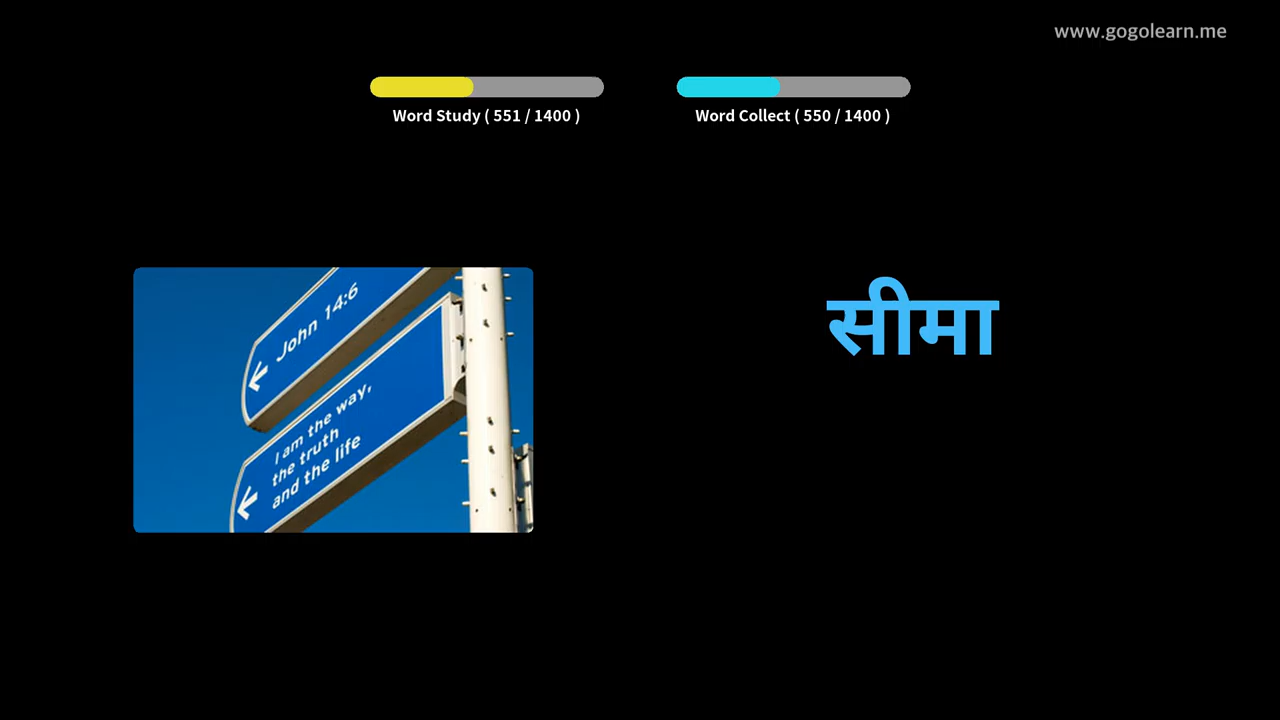 www.gogolearn.me
Word Study ( 551 / 1400 )
Word Collect ( 550 / 1400 )
John 14:6
I am the way,
the truth
and the life
सीमा